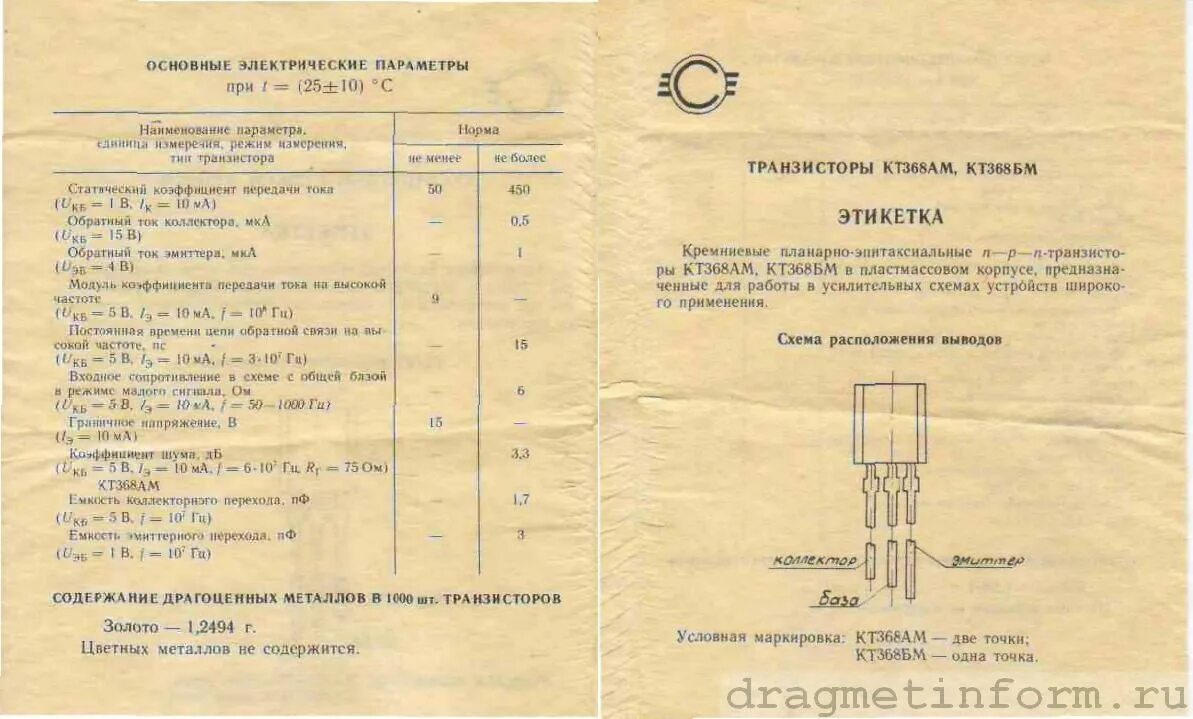 ОСНОВНЫЕ ЭЛЕКТРИЧЕСКИЕ ПАРАМЕТРЫ
при t = (25±10) °С
Наименование параметра, единица измерения, режим измерения, тип транзистора
Норма
не менее
не более
Статический коэффициент передачи тока
50
450
(UКБ = 1 В, IК = 10 мА)
Обратный ток коллектора, мкА
—
0,5
(UКБ = 15 В)
Обратный ток эмиттера, мкА
—
1
(UЭБ = 4 В)
Модуль коэффициента передачи тока на высокой
частоте
9
—
(UКБ = 5 В, IЭ = 10 мА, f = 10⁸ Гц)
Постоянная времени цепи обратной связи на вы-
сокой частоте, пс
—
15
(UКБ = 5 В, IЭ = 10 мА, f = 3·10⁷ Гц)
Входное сопротивление в схеме с общей базой
в режиме малого сигнала, Ом
—
6
(UКБ = 5 В, IЭ = 10 мА, f = 50—1000 Гц)
Граничное напряжение, В
15
—
(IЭ = 10 мА)
Коэффициент шума, дБ
—
3,3
(UКБ = 5 В, IЭ = 10 мА, f = 6·10⁷ Гц, RГ = 75 Ом)
КТ368АМ
Емкость коллекторного перехода, пФ
—
1,7
(UКБ = 5 В, f = 10⁷ Гц)
Емкость эмиттерного перехода, пФ
—
3
(UЭБ = 1 В, f = 10⁷ Гц)
СОДЕРЖАНИЕ ДРАГОЦЕННЫХ МЕТАЛЛОВ В 1000 шт. ТРАНЗИСТОРОВ
Золото — 1,2494 г.
Цветных металлов не содержится.
ТРАНЗИСТОРЫ КТ368АМ, КТ368БМ
ЭТИКЕТКА
Кремниевые планарно-эпитаксиальные п—р—п-транзисто-
ры КТ368АМ, КТ368БМ в пластмассовом корпусе, предназна-
ченные для работы в усилительных схемах устройств широко-
го применения.
Схема расположения выводов
коллектор
эмиттер
база
Условная маркировка: КТ368АМ — две точки;
КТ368БМ — одна точка.
dragmetinform.ru